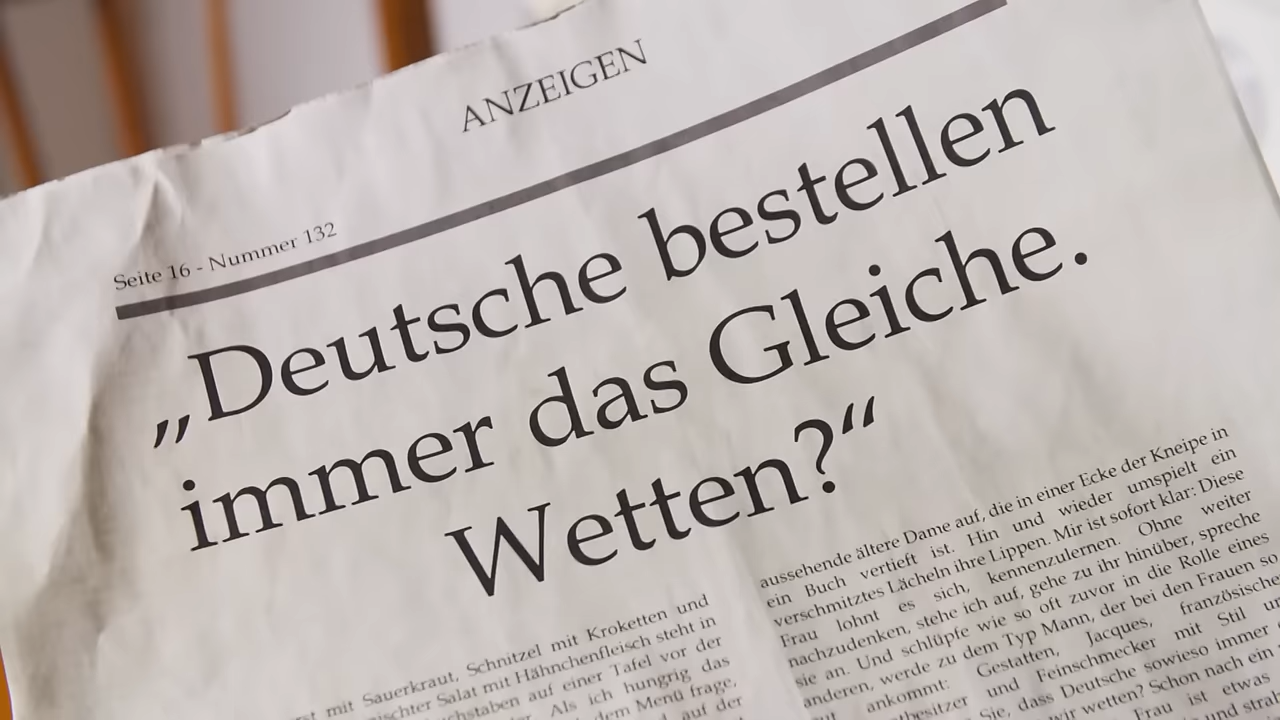 ANZEIGEN
Seite 16 - Nummer 132
„Deutsche bestellen
immer das Gleiche.
Wetten?“
mit Sauerkraut, Schnitzel mit Kroketten und
Salat mit Hähnchenfleisch steht in
auf einer Tafel vor der
Als ich hungrig das
dem Menü frage,
auf der
aussehende ältere Dame auf, die in einer Ecke der Kneipe in
ein Buch vertieft ist. Hin und wieder umspielt ein
verschmitztes Lächeln ihre Lippen. Mir ist sofort klar: Diese
Frau lohnt es sich, kennenzulernen. Ohne weiter
nachzudenken, stehe ich auf, gehe zu ihr hinüber, spreche
sie an. Und schlüpfe wie so oft zuvor in die Rolle eines
anderen, werde zu dem Typ Mann, der bei den Frauen so
ankommt: Gestatten, Jacques,
und Feinschmecker mit Stil
Sie, dass Deutsche sowieso immer
wir wetten? Schon nach ein
Frau ist etwas
und